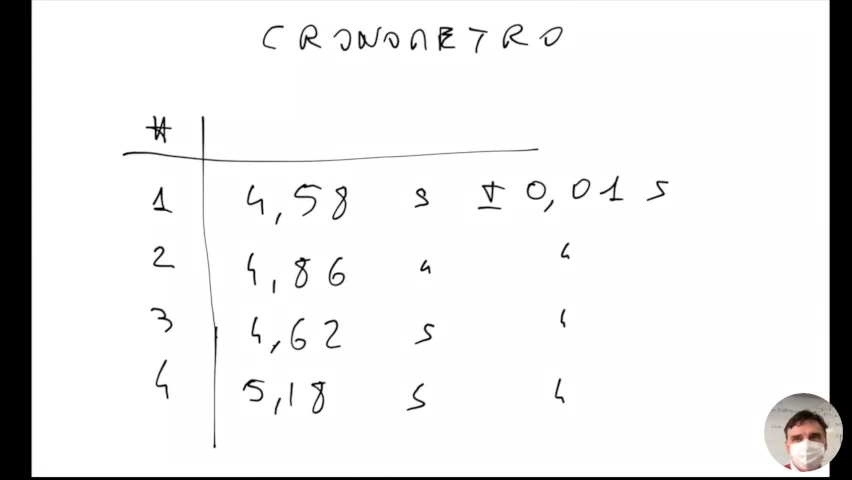 CRONOMETRO
#
1 4,58 s ± 0,01 s
2 4,86 " "
3 4,62 s "
4 5,18 s "